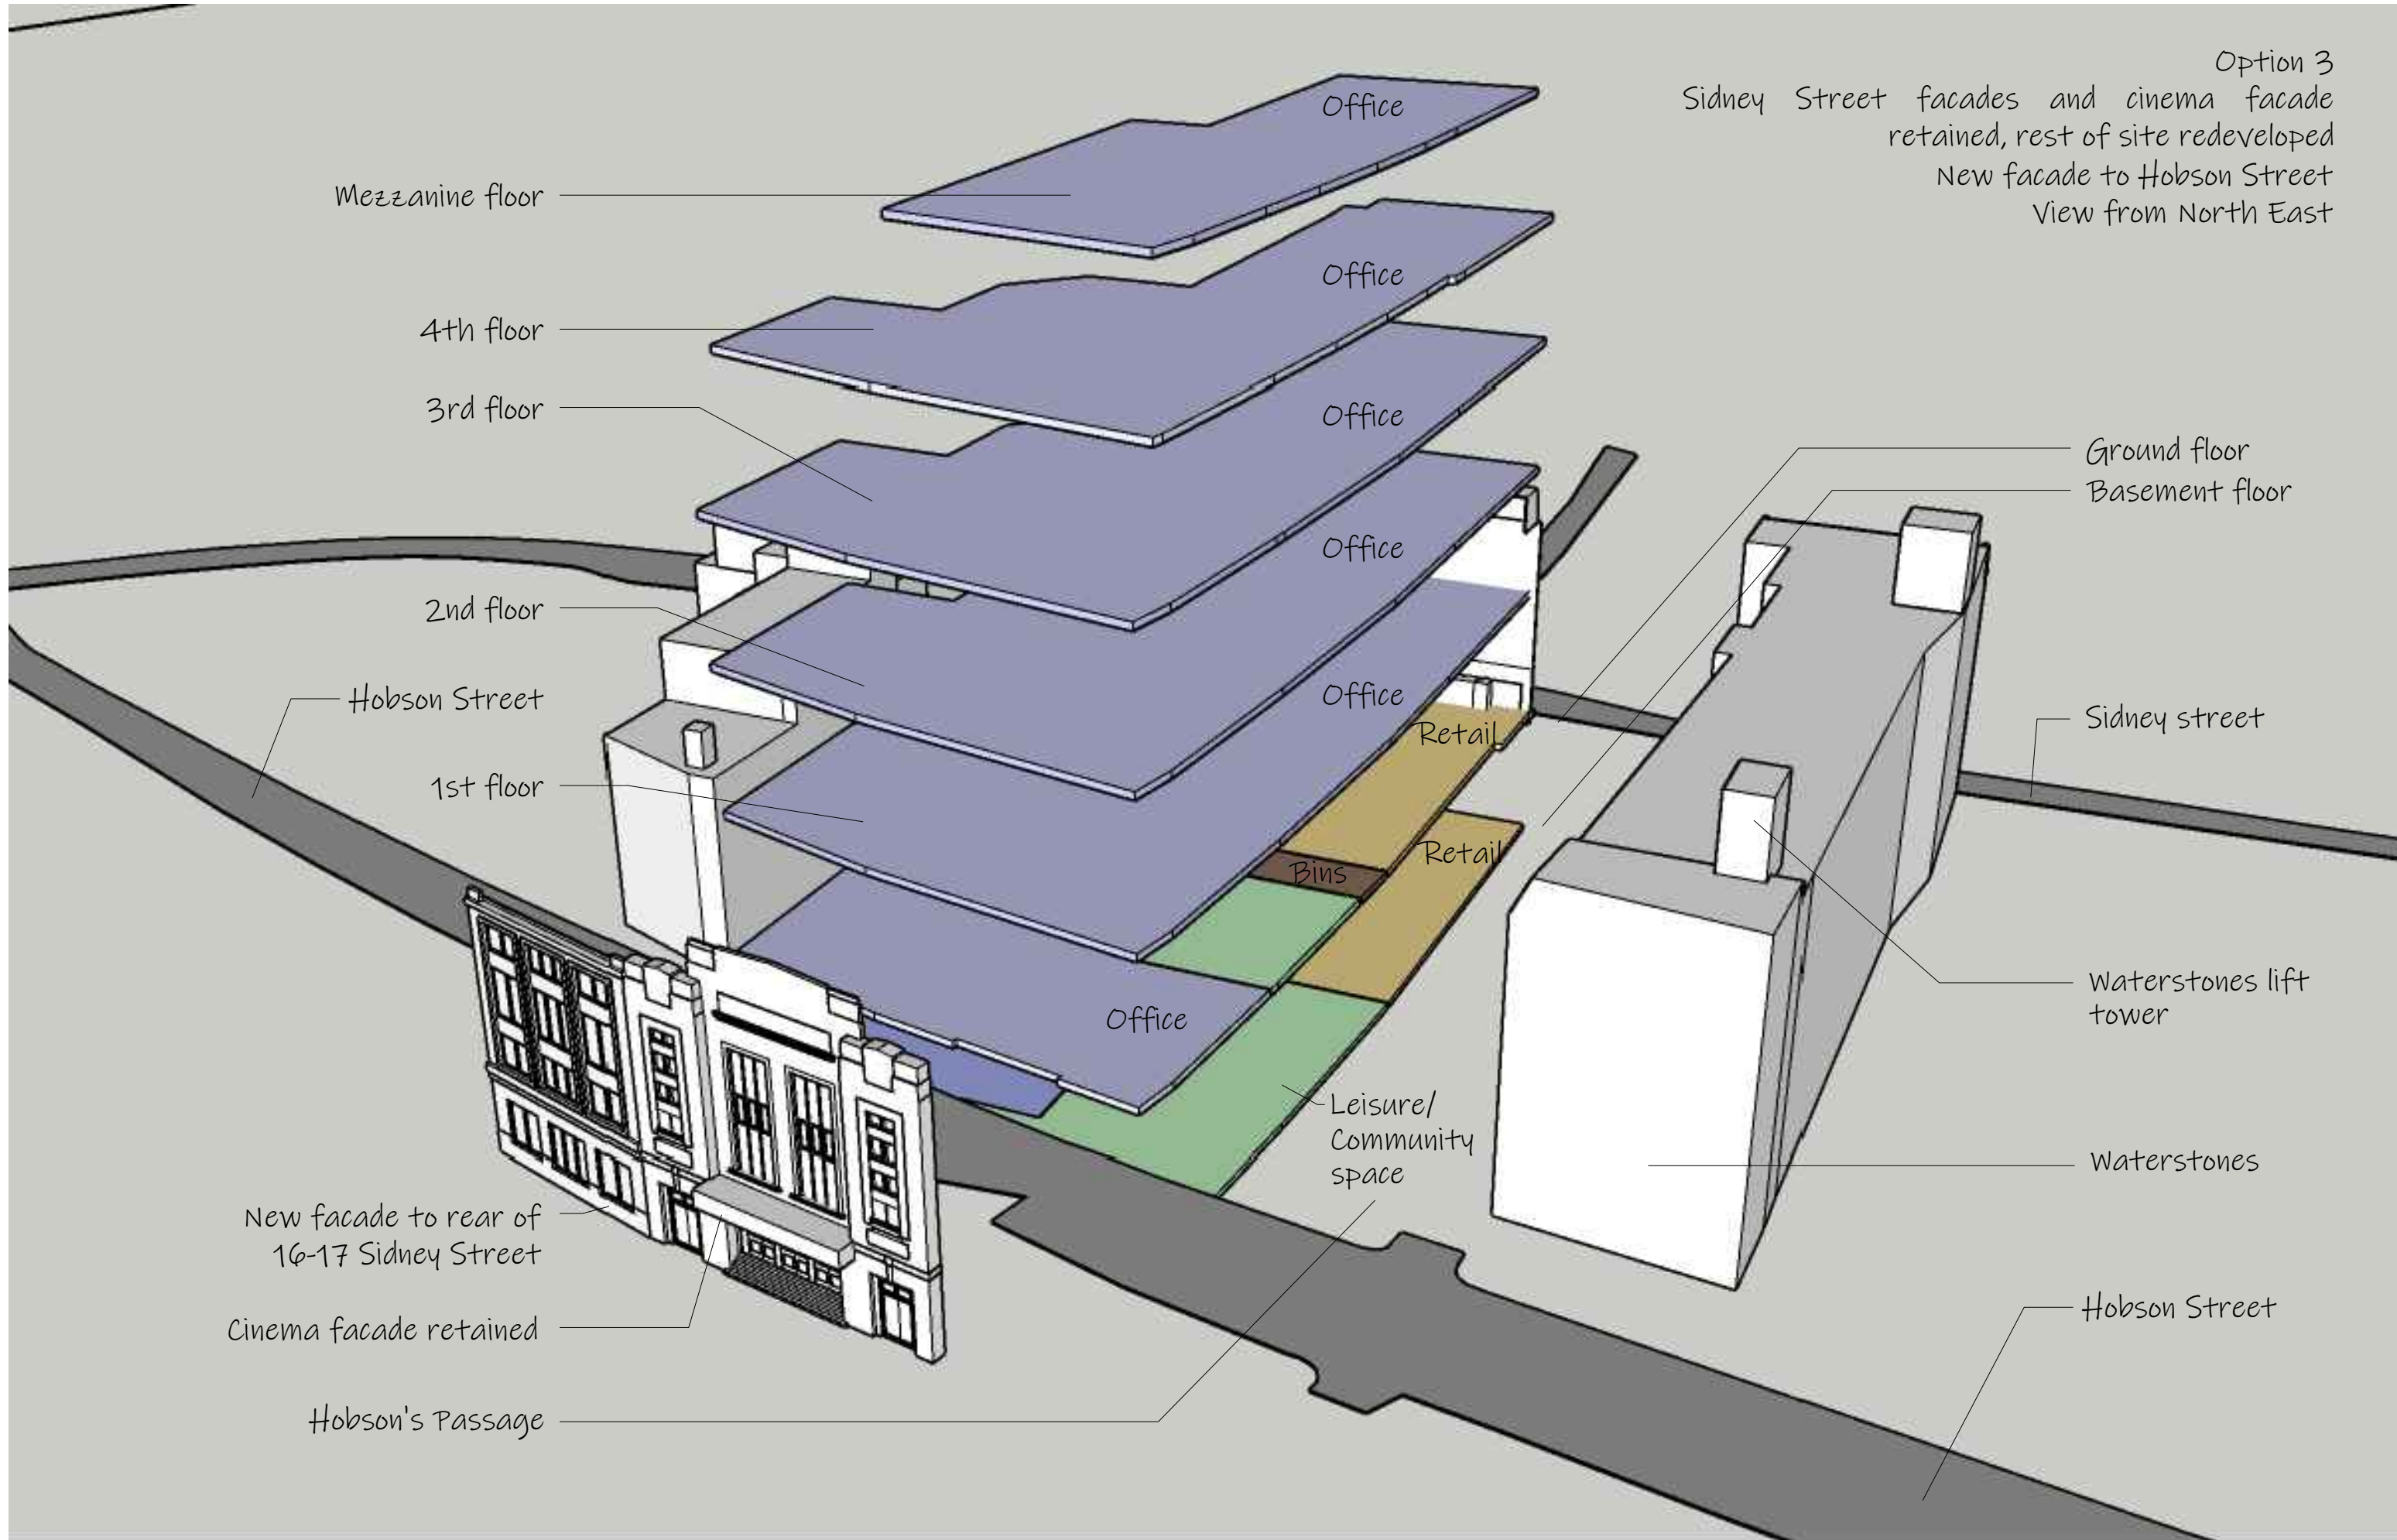 Option 3
Sidney Street facades and cinema facade
retained, rest of site redeveloped
New facade to Hobson Street
View from North East
Office
Mezzanine floor
Office
4th floor
3rd floor
Office
Ground floor
Basement floor
Office
2nd floor
Hobson Street
Office
Sidney street
Retail
1st floor
Retail
Bins
Waterstones lift
tower
Office
Leisure/
Community
space
Waterstones
New facade to rear of
16-17 Sidney Street
Hobson Street
Cinema facade retained
Hobson's Passage